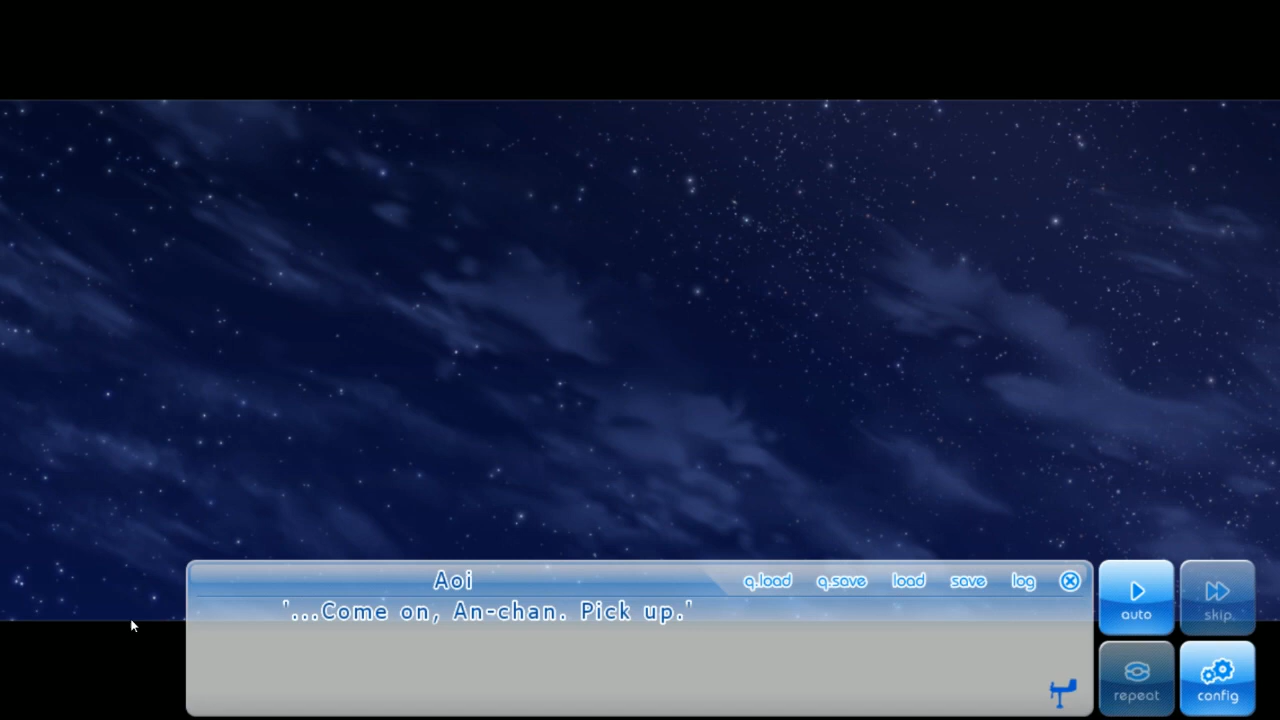 Aoi
q.load q.save load save log
'...Come on, An-chan. Pick up.'
auto skip
repeat config